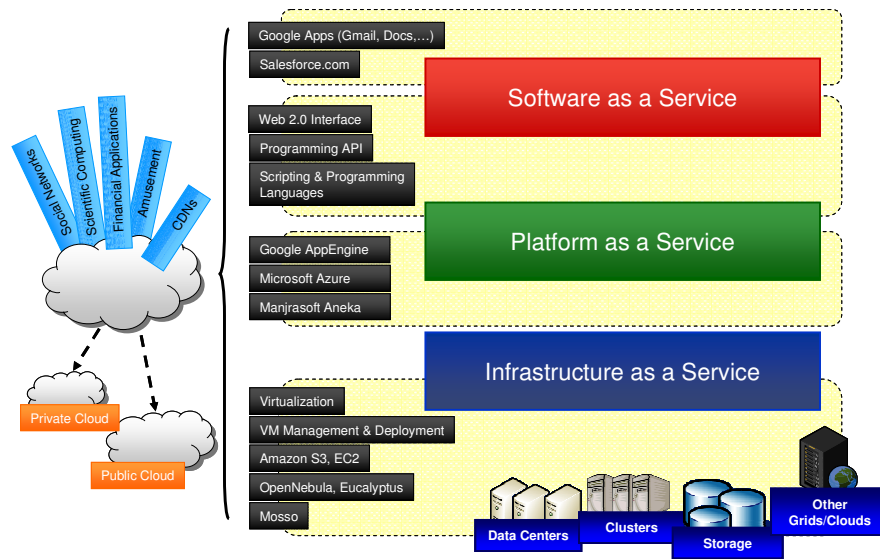 Social Networks
Scientific Computing
Financial Applications
Amusement
CDNs
Private Cloud
Public Cloud
Google Apps (Gmail, Docs,…)
Salesforce.com
Software as a Service
Web 2.0 Interface
Programming API
Scripting & Programming
Languages
Platform as a Service
Google AppEngine
Microsoft Azure
Manjrasoft Aneka
Infrastructure as a Service
Virtualization
VM Management & Deployment
Amazon S3, EC2
OpenNebula, Eucalyptus
Mosso
Data Centers
Clusters
Storage
Other
Grids/Clouds